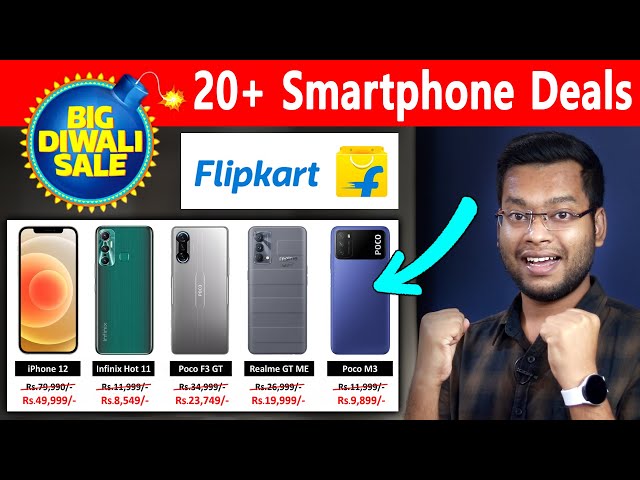 BIG
DIWALI
SALE
20+ Smartphone Deals
Flipkart
f
POCO
iPhone 12
Infinix Hot 11
Poco F3 GT
Realme GT ME
Poco M3
Rs.79,990/-
Rs.11,999/-
Rs.34,999/-
Rs.26,999/-
Rs.11,999/-
Rs.49,999/-
Rs.8,549/-
Rs.23,749/-
Rs.19,999/-
Rs.9,899/-